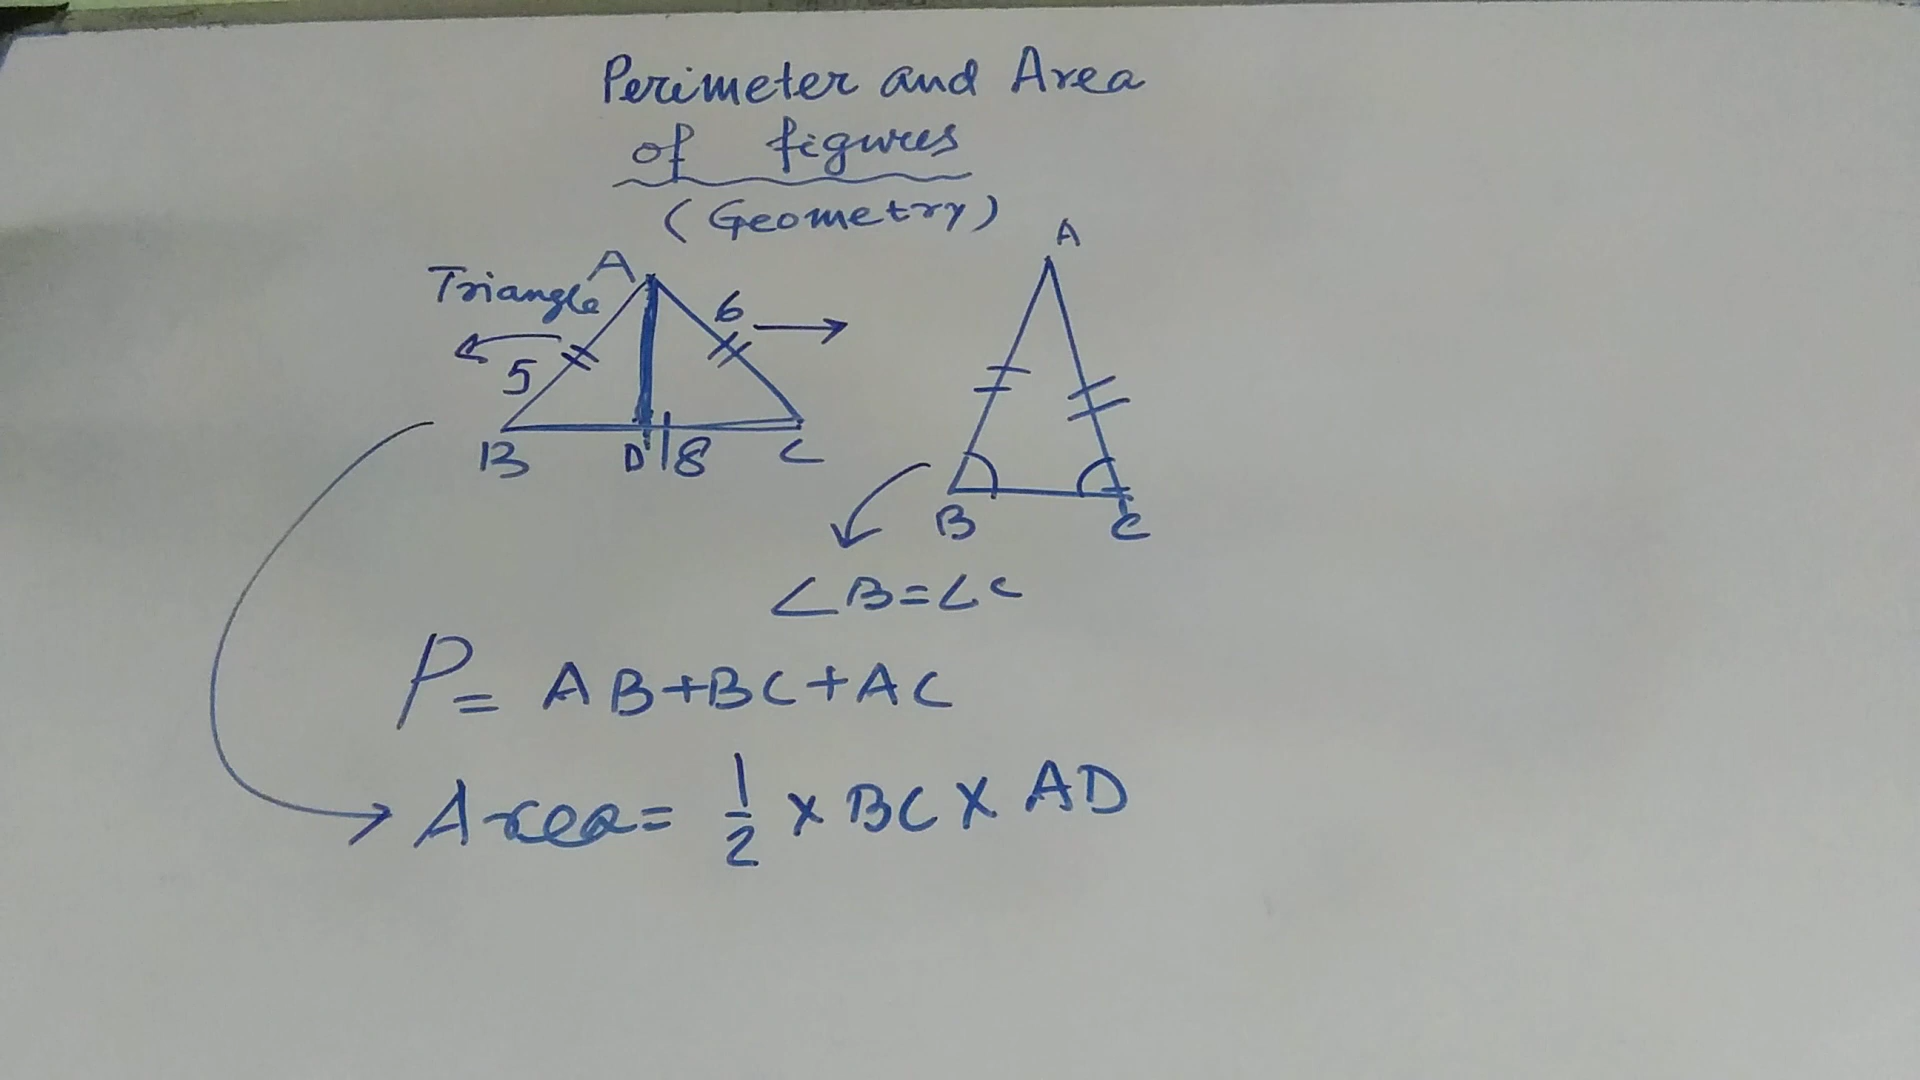 Perimeter and Area
of figures
(Geometry)
Triangle
A
5
6
B
D
8
C
A
B
C
∠B=∠C
P= AB+BC+AC
Area= 1/2 × BC × AD